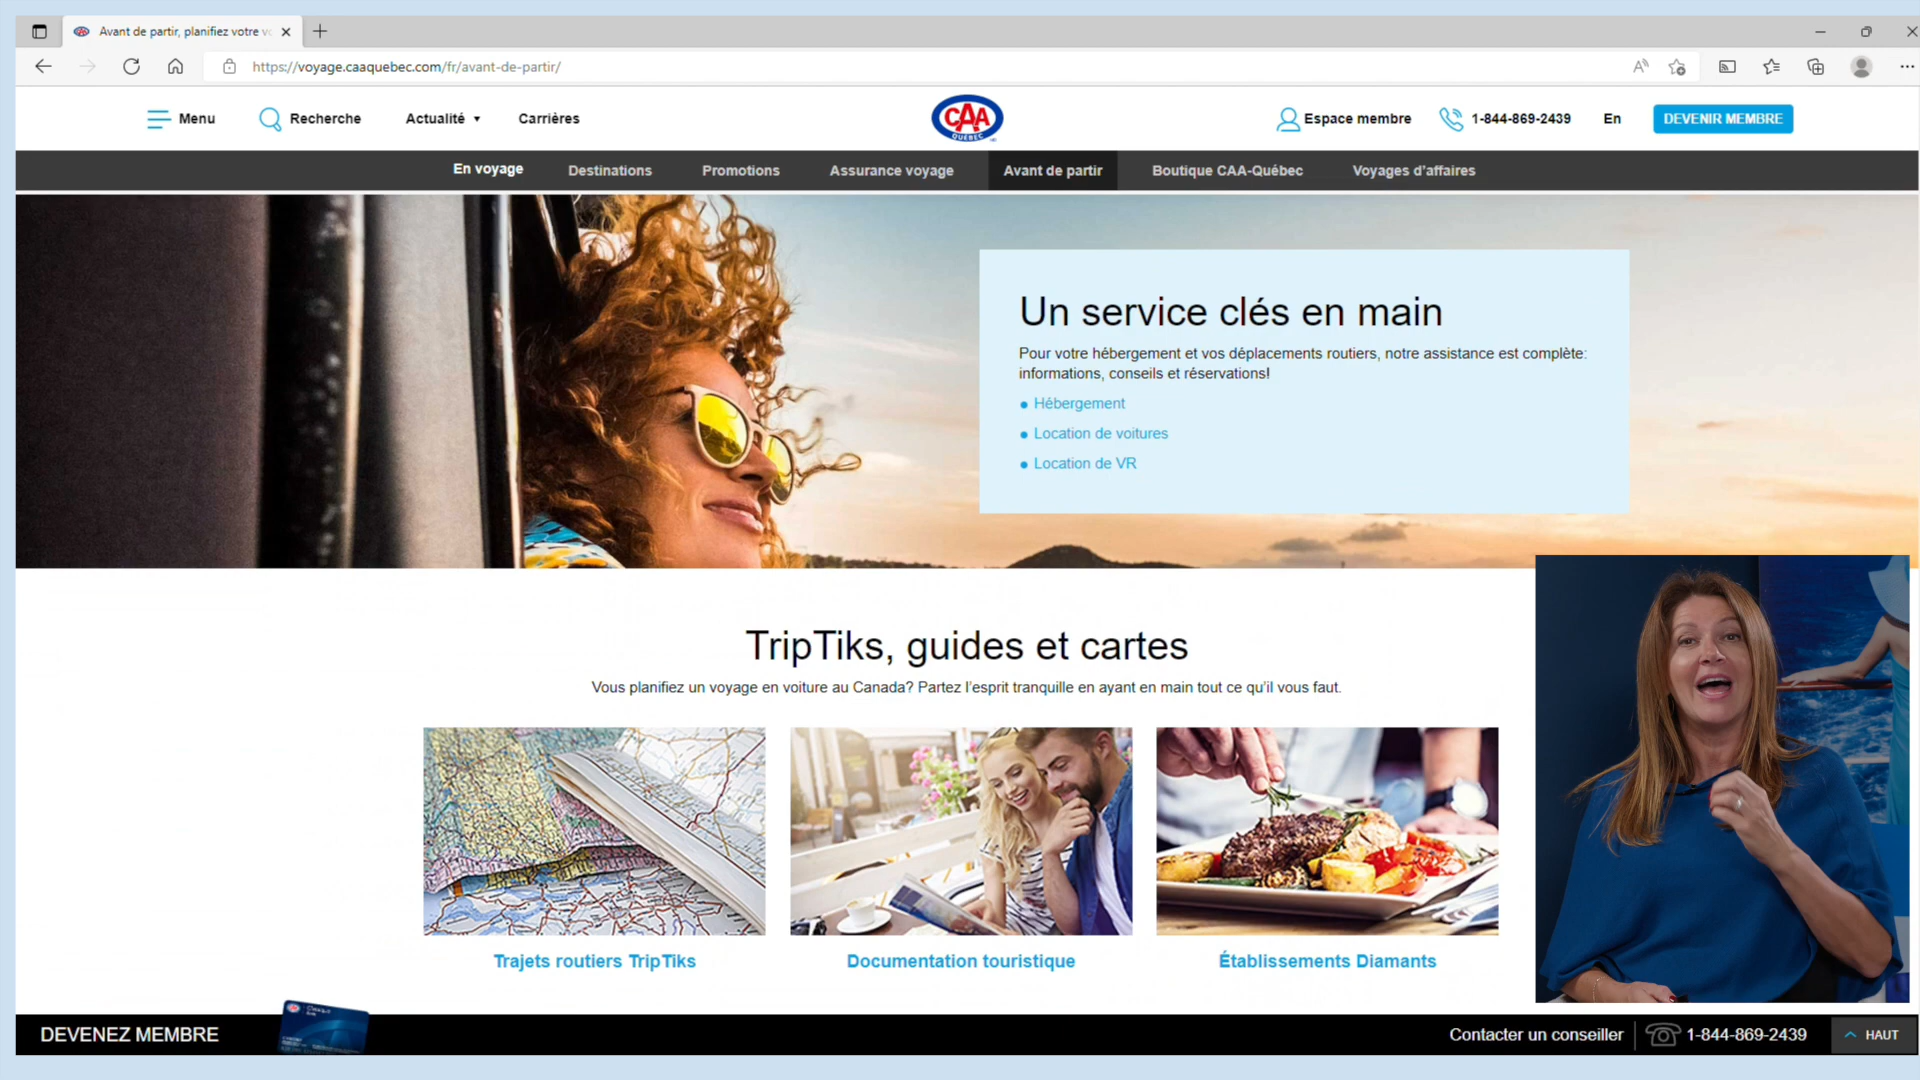 Avant de partir, planifiez votre v
https://voyage.caaquebec.com/fr/avant-de-partir/
Menu
Recherche
Actualité
Carrières
CAA
QUÉBEC
Espace membre
1-844-869-2439
En
DEVENIR MEMBRE
En voyage
Destinations
Promotions
Assurance voyage
Avant de partir
Boutique CAA-Québec
Voyages d'affaires
Un service clés en main
Pour votre hébergement et vos déplacements routiers, notre assistance est complète:
informations, conseils et réservations!
Hébergement
Location de voitures
Location de VR
TripTiks, guides et cartes
Vous planifiez un voyage en voiture au Canada? Partez l'esprit tranquille en ayant en main tout ce qu'il vous faut.
Trajets routiers TripTiks
Documentation touristique
Établissements Diamants
DEVENEZ MEMBRE
Contacter un conseiller
1-844-869-2439
HAUT